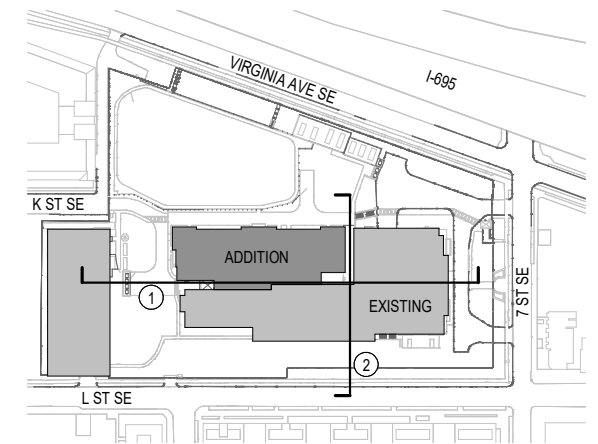 VIRGINIA AVE SE
I-695
K ST SE
ADDITION
EXISTING
7 ST SE
1
2
L ST SE